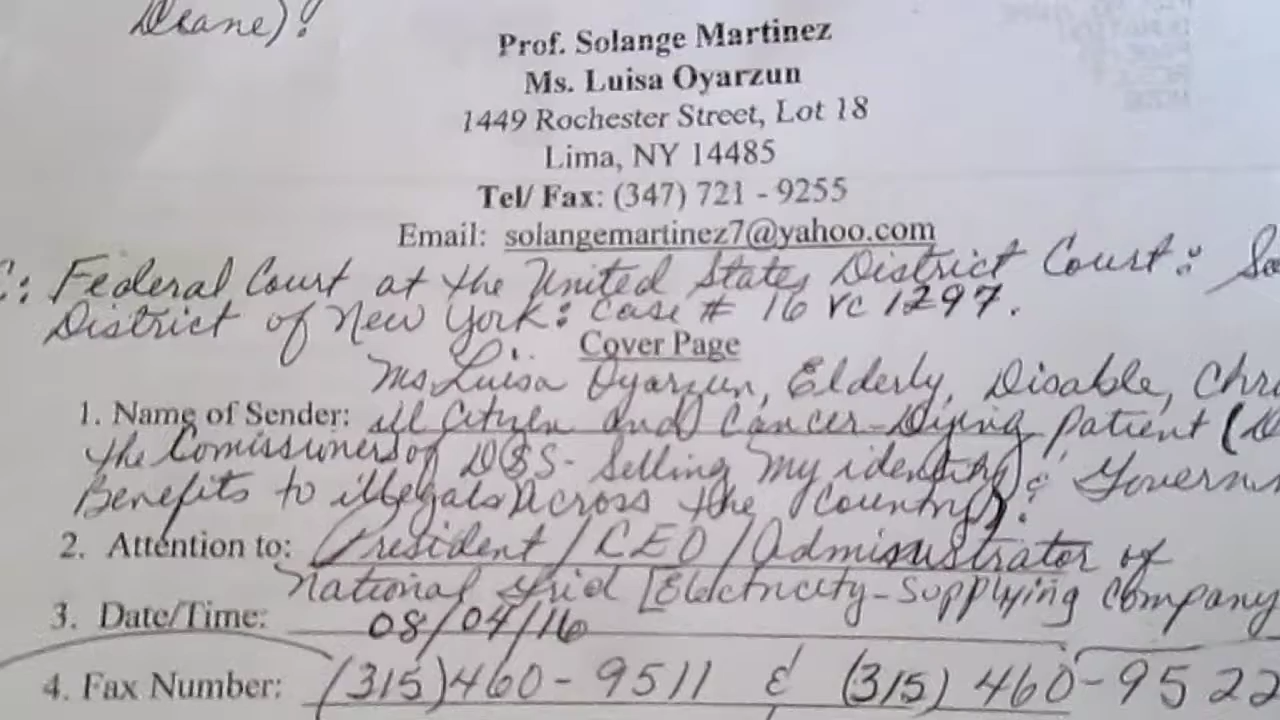 Deane)!
Prof. Solange Martinez
Ms. Luisa Oyarzun
1449 Rochester Street, Lot 18
Lima, NY 14485
Tel/ Fax: (347) 721 - 9255
Email: solangemartinez7@yahoo.com
C: Federal Court at the United States District Court: So
District of New York: Case # 16 vc 1297.
Cover Page
Ms. Luisa Oyarzun, Elderly, Disable, Chr
1. Name of Sender: ill Citizen and Cancer-Dying patient (D
the Comissioners of DSS- Selling My identity & Governm
Benefits to illegals Across the Country)!
2. Attention to: President/CEO/Administrator of
National Grid [Electricity-Supplying Company
3. Date/Time: 08/04/16
4. Fax Number: (315)460-9511 & (315) 460-9522